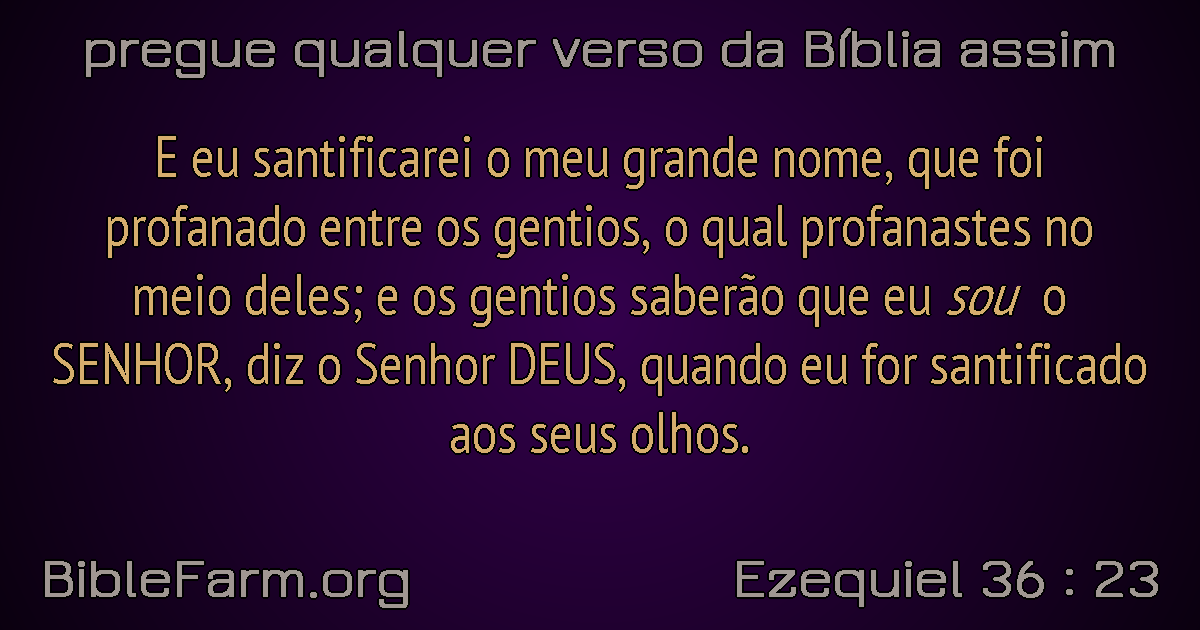 pregue qualquer verso da Bíblia assim
E eu santificarei o meu grande nome, que foi
profanado entre os gentios, o qual profanastes no
meio deles; e os gentios saberão que eu sou o
SENHOR, diz o Senhor DEUS, quando eu for santificado
aos seus olhos.
BibleFarm.org
Ezequiel 36 : 23